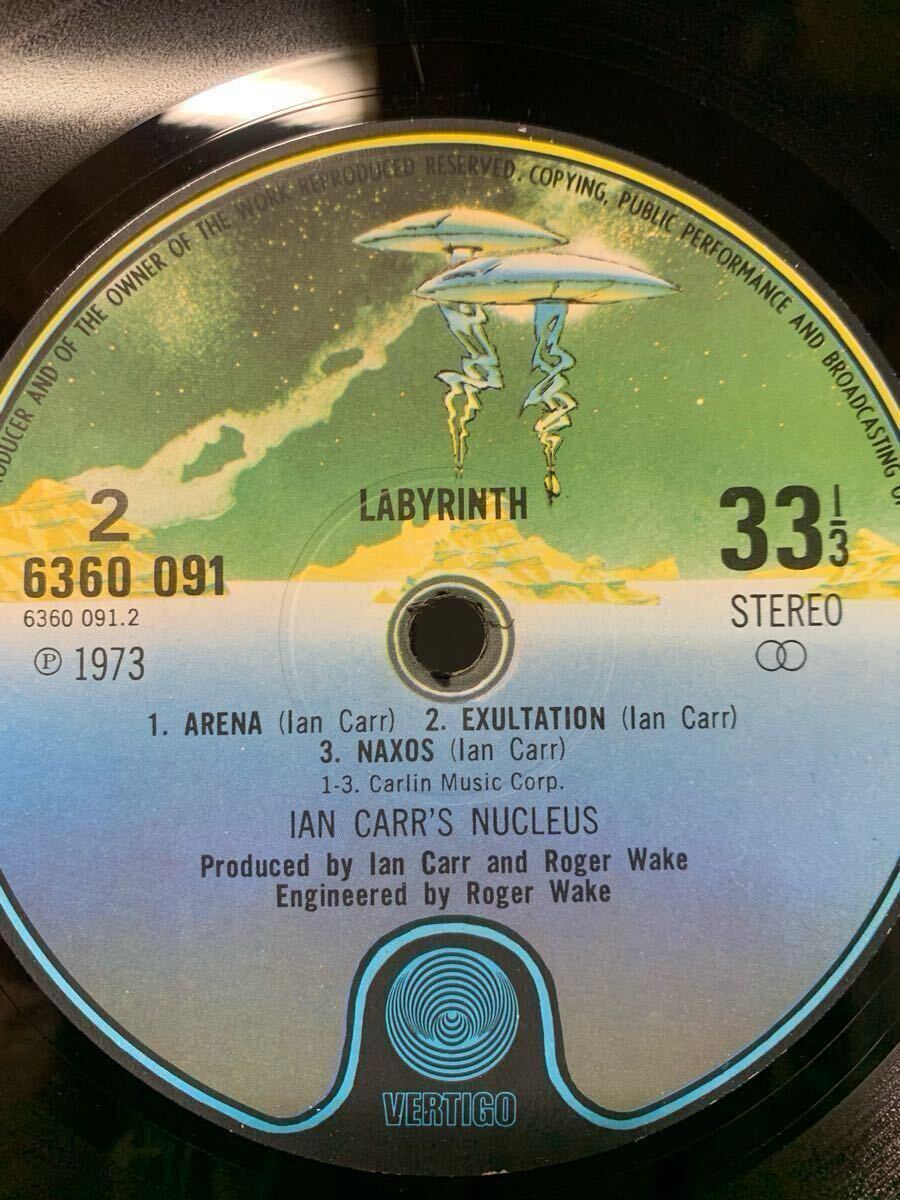 ODUCER AND OF THE OWNER OF THE WORK REPRODUCED RESERVED. COPYING, PUBLIC PERFORMANCE AND BROADCASTING O
LABYRINTH
2
6360 091
6360 091.2
℗ 1973
33⅓
STEREO
1. ARENA (Ian Carr) 2. EXULTATION (Ian Carr)
3. NAXOS (Ian Carr)
1-3. Carlin Music Corp.
IAN CARR'S NUCLEUS
Produced by Ian Carr and Roger Wake
Engineered by Roger Wake
VERTIGO